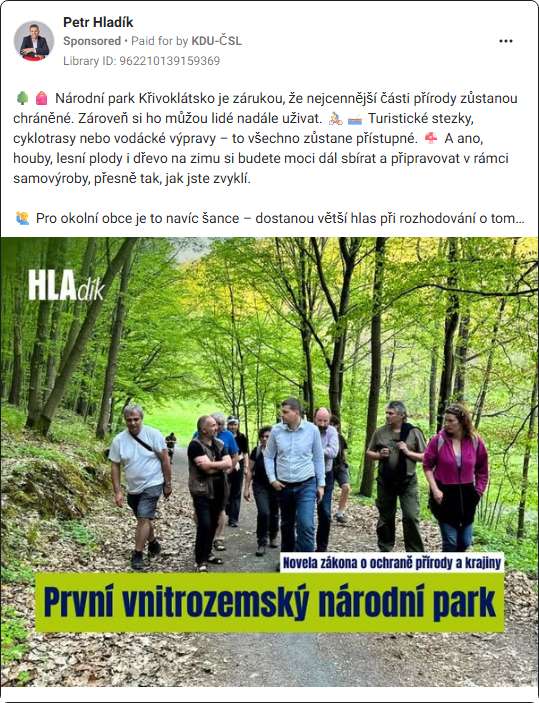 Petr Hladík
Sponsored • Paid for by KDU-ČSL
Library ID: 962210139159369
🌳 🎒 Národní park Křivoklátsko je zárukou, že nejcennější části přírody zůstanou
chráněné. Zároveň si ho můžou lidé nadále užívat. 🚴 🛶 Turistické stezky,
cyklotrasy nebo vodácké výpravy – to všechno zůstane přístupné. 🍄 A ano,
houby, lesní plody i dřevo na zimu si budete moci dál sbírat a připravovat v rámci
samovýroby, přesně tak, jak jste zvyklí.
🙋 Pro okolní obce je to navíc šance – dostanou větší hlas při rozhodování o tom...
HLAdík
Novela zákona o ochraně přírody a krajiny
První vnitrozemský národní park